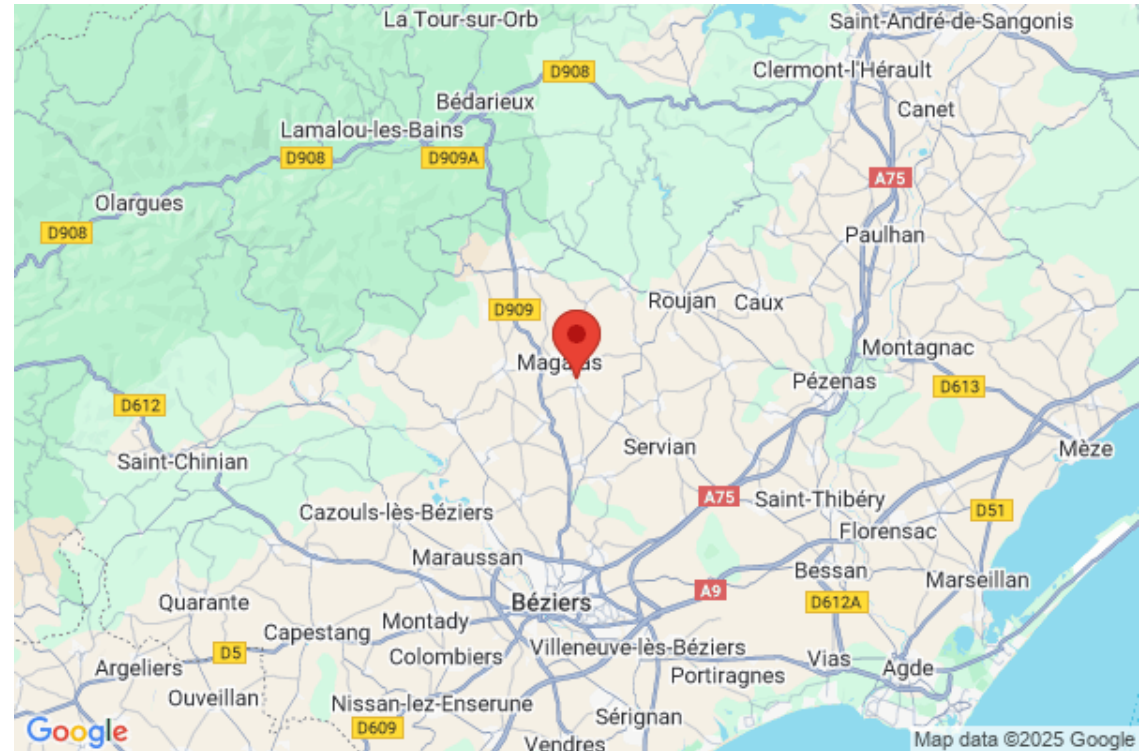 La Tour-sur-Orb
Saint-André-de-Sangonis
D908
Clermont-l'Hérault
Bédarieux
Canet
Lamalou-les-Bains
D908
D909A
A75
Olargues
D908
Paulhan
Roujan
Caux
D909
Montagnac
Magalas
Pézenas
D613
D612
Servian
Mèze
Saint-Chinian
A75
Saint-Thibéry
Cazouls-lès-Béziers
D51
Florensac
Maraussan
Bessan
Marseillan
A9
Quarante
Béziers
D612A
Montady
Capestang
Villeneuve-lès-Béziers
D5
Colombiers
Vias
Agde
Argeliers
Portiragnes
Ouveillan
Nissan-lez-Enserune
Sérignan
D609
Vendres
Google
Map data ©2025 Google